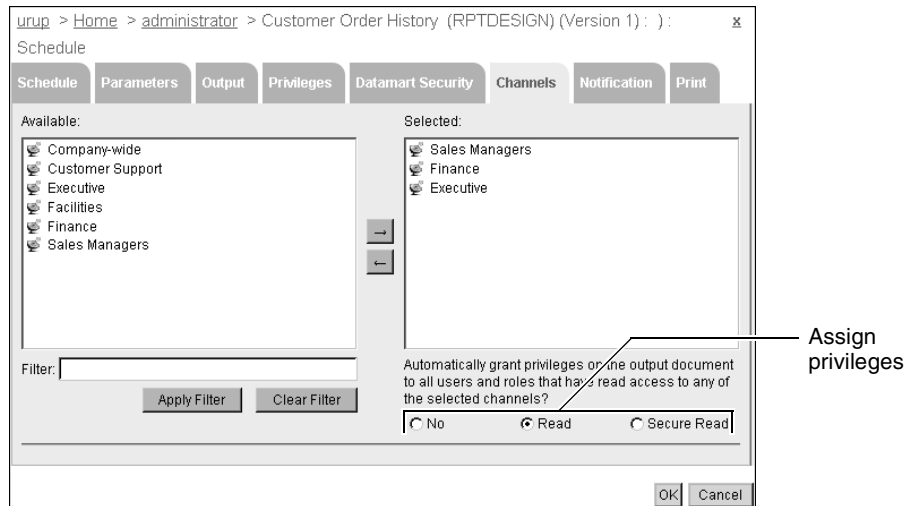 urup > Home > administrator > Customer Order History (RPTDESIGN) (Version 1) : ) :
x
Schedule
Schedule Parameters Output Privileges Datamart Security Channels Notification Print
Available:
Company-wide
Customer Support
Executive
Facilities
Finance
Sales Managers
Filter:
Apply Filter Clear Filter
→
←
Selected:
Sales Managers
Finance
Executive
Automatically grant privileges on the output document
to all users and roles that have read access to any of
the selected channels?
No Read Secure Read
Assign
privileges
OK Cancel